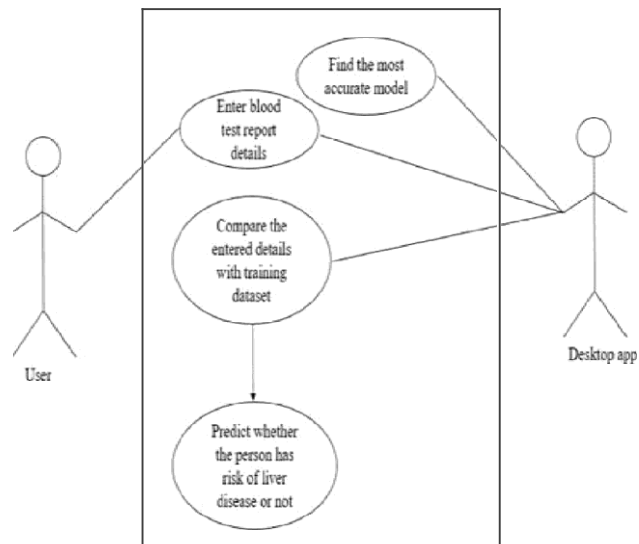 Find the most
accurate model
Enter blood
test report
details
Compare the
entered details
with training
dataset
User
Desktop app
Predict whether
the person has
risk of liver
disease or not